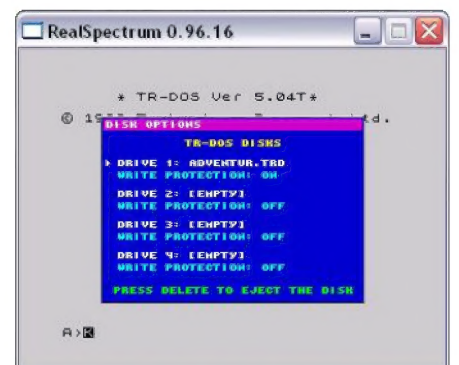 RealSpectrum 0.96.16
* TR-DOS Ver 5.04T*
© 19 td.
DISK OPTIONS
TR-DOS DISKS
DRIVE 1: ADVENTUR.TRD
WRITE PROTECTION: ON
DRIVE 2: [EMPTY]
WRITE PROTECTION: OFF
DRIVE 3: [EMPTY]
WRITE PROTECTION: OFF
DRIVE 4: [EMPTY]
WRITE PROTECTION: OFF
PRESS DELETE TO EJECT THE DISK
A>K